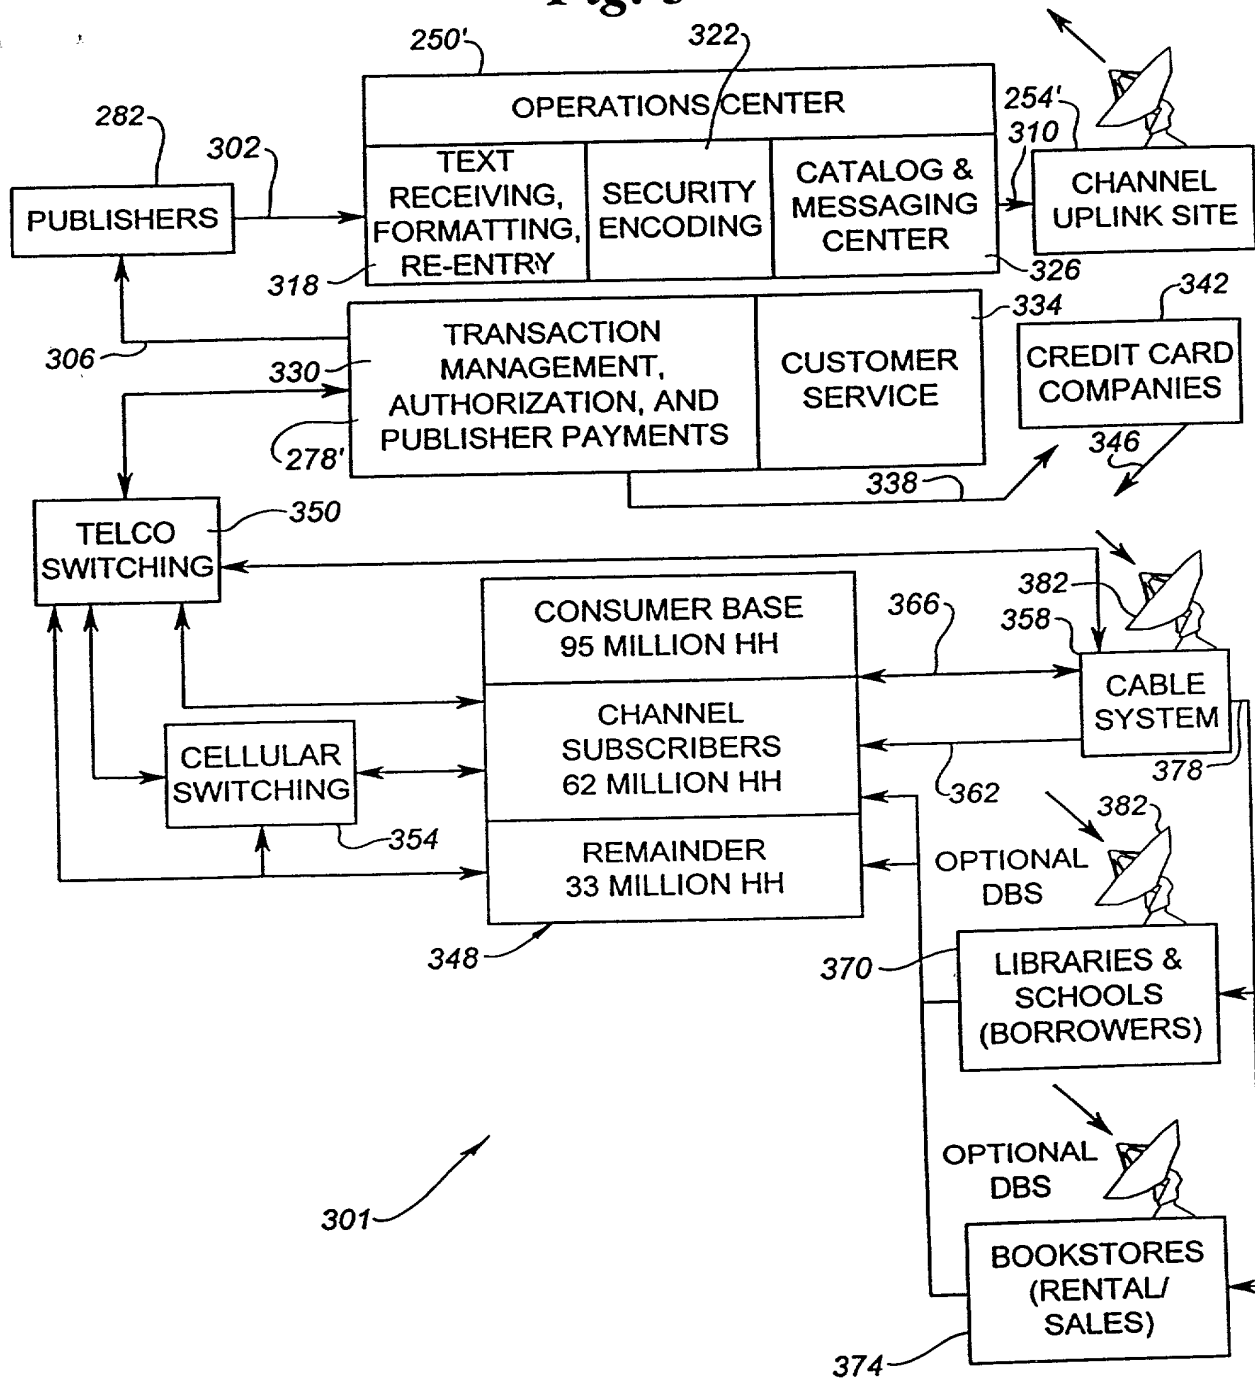 250'
322
OPERATIONS CENTER
254'
282
302
310
PUBLISHERS
TEXT
RECEIVING,
FORMATTING,
RE-ENTRY
SECURITY
ENCODING
CATALOG &
MESSAGING
CENTER
CHANNEL
UPLINK SITE
318
326
334
342
306
330
TRANSACTION
MANAGEMENT,
AUTHORIZATION, AND
PUBLISHER PAYMENTS
CUSTOMER
SERVICE
CREDIT CARD
COMPANIES
278'
338
346
350
TELCO
SWITCHING
CONSUMER BASE
95 MILLION HH
366
382
358
CHANNEL
SUBSCRIBERS
62 MILLION HH
CABLE
SYSTEM
CELLULAR
SWITCHING
354
362
378
382
REMAINDER
33 MILLION HH
OPTIONAL
DBS
348
370
LIBRARIES &
SCHOOLS
(BORROWERS)
301
OPTIONAL
DBS
BOOKSTORES
(RENTAL/
SALES)
374